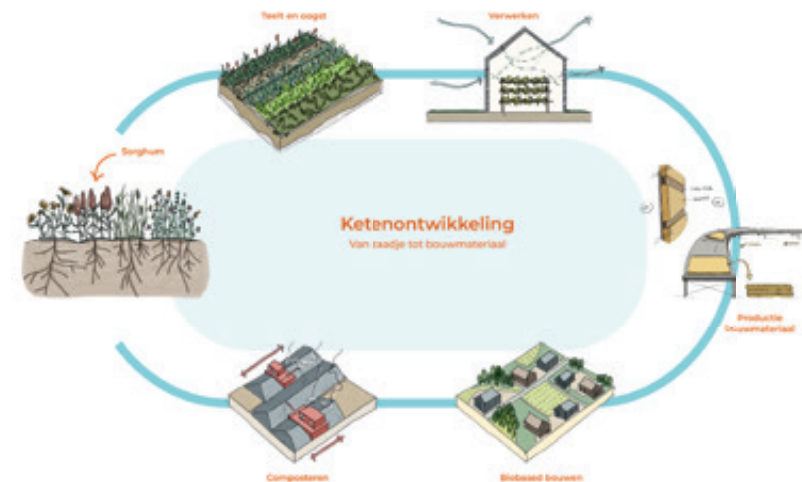 Teelt en oogst
Verwerken
Sorghum
Ketenontwikkeling
Van zaadje tot bouwmateriaal
Productie
bouwmateriaal
Composteren
Biobased bouwen